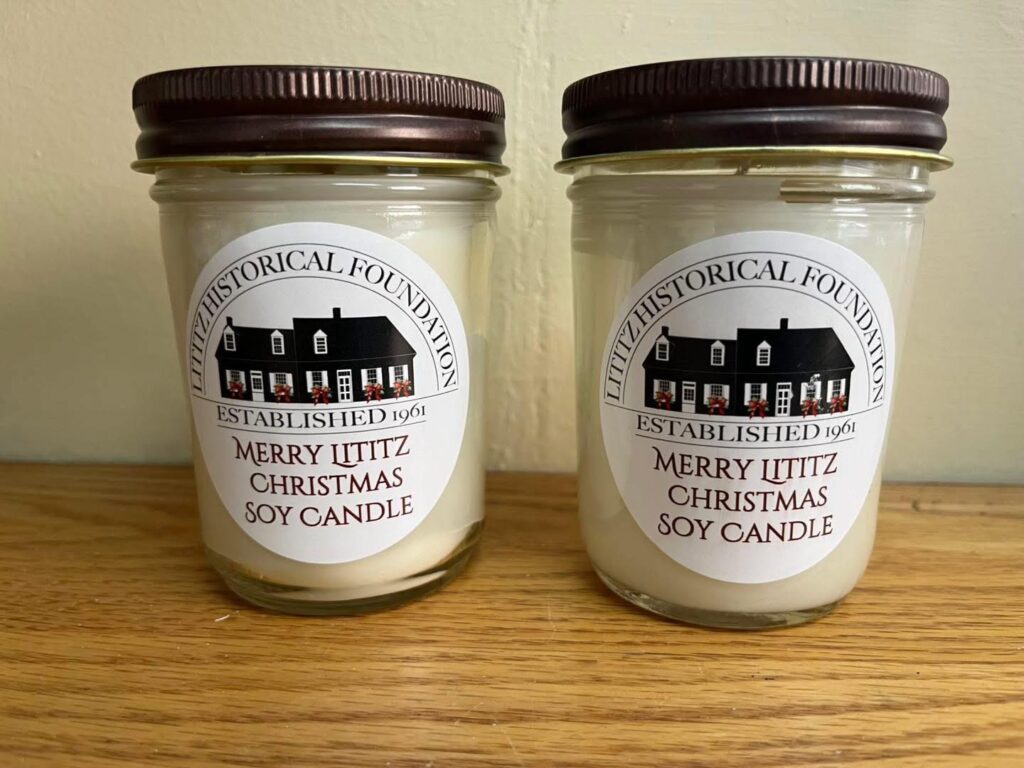 LITITZ HISTORICAL FOUNDATION
ESTABLISHED 1961
MERRY LITITZ
CHRISTMAS
SOY CANDLE
LITITZ HISTORICAL FOUNDATION
ESTABLISHED 1961
MERRY LITITZ
CHRISTMAS
SOY CANDLE